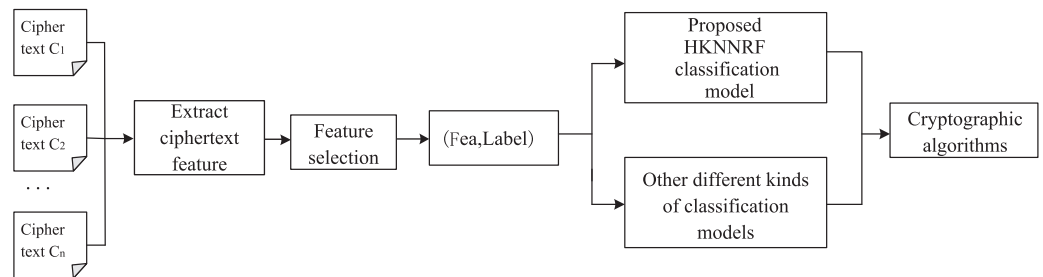 Cipher
text C1
Cipher
text C2
...
Cipher
text Cn
Extract
ciphertext
feature
Feature
selection
(Fea,Label)
Proposed
HKNNRF
classification
model
Other different kinds
of classification
models
Cryptographic
algorithms